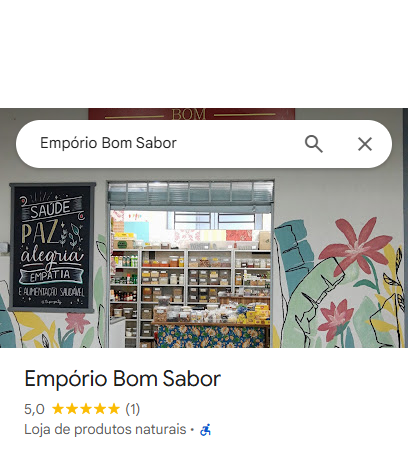 BOM
Empório Bom Sabor
SAÚDE
PAZ
alegria
EMPATIA
E ALIMENTAÇÃO SAUDÁVEL
Empório Bom Sabor
5,0 (1)
Loja de produtos naturais ·